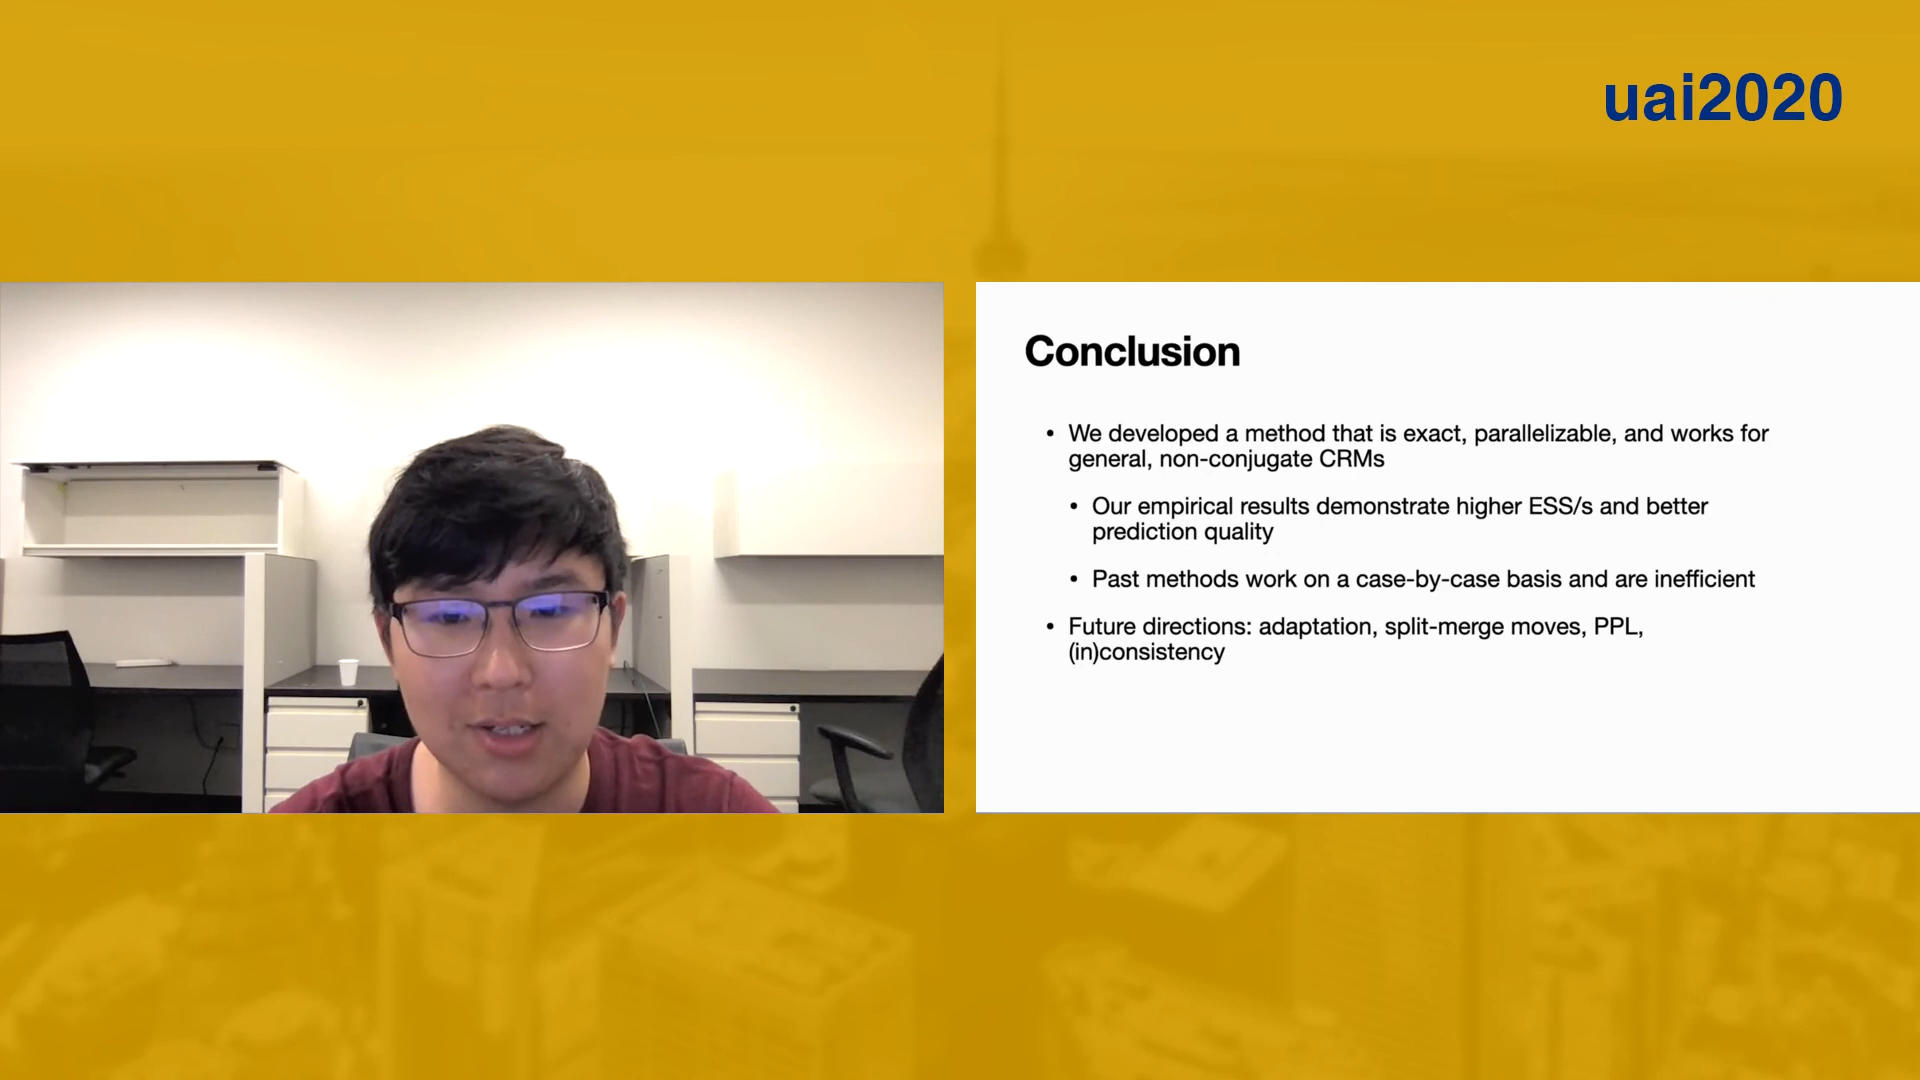 uai2020
Conclusion
• We developed a method that is exact, parallelizable, and works for
general, non-conjugate CRMs
• Our empirical results demonstrate higher ESS/s and better
prediction quality
• Past methods work on a case-by-case basis and are inefficient
• Future directions: adaptation, split-merge moves, PPL,
(in)consistency